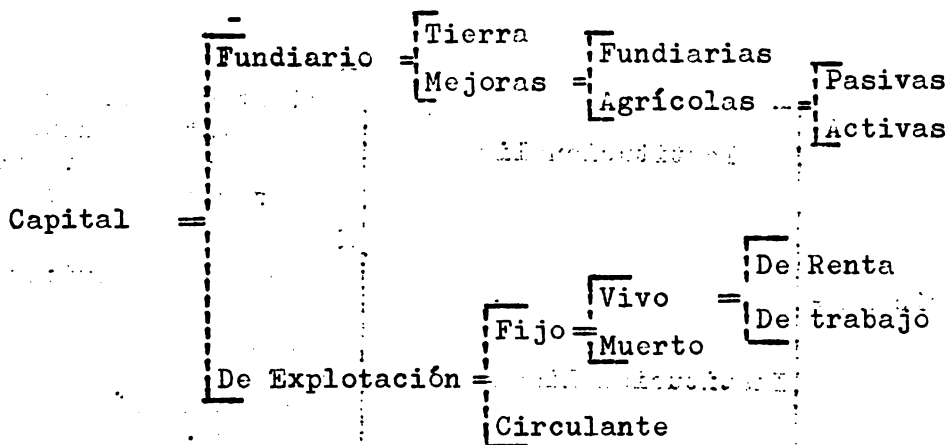 Tierra
Fundiario = Mejoras = Fundiarias
Agrícolas = Pasivas
Activas
Capital =
De Renta
Vivo = De trabajo
Fijo = Muerto
De Explotación =
Circulante